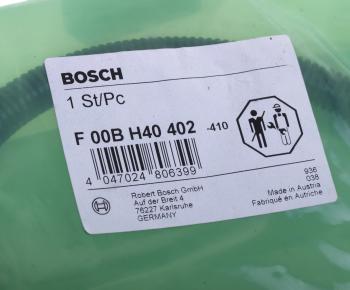 BOSCH
1 St/Pc
F 00B H40 402 -410
4 047024 806399
Robert Bosch GmbH
Auf der Breit 4
76227 Karlsruhe
GERMANY
936
038
Made in Austria
Fabriqué en Autriche